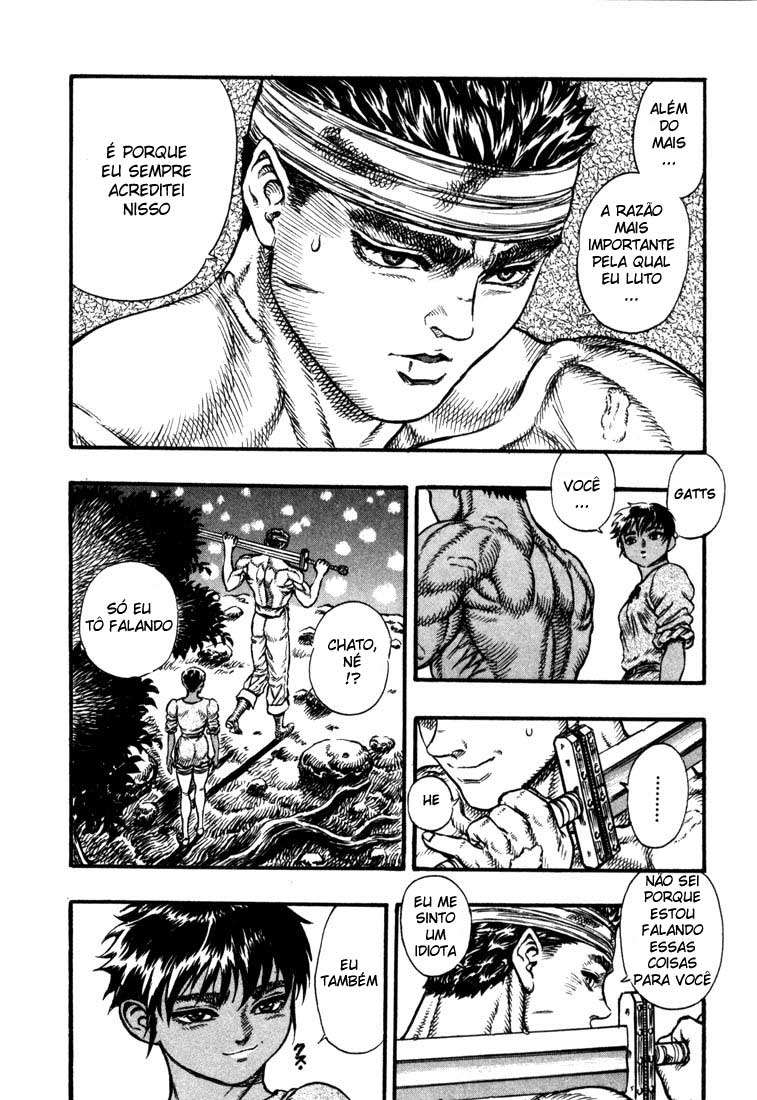 ALÉM
DO
MAIS
...
A RAZÃO
MAIS
IMPORTANTE
PELA QUAL
EU LUTO
...
É PORQUE
EU SEMPRE
ACREDITEI
NISSO
GATTS
VOCÊ
...
CHATO,
NÉ
!?
SÓ EU
TÔ FALANDO
........
HE
NÃO SEI
PORQUE
ESTOU
FALANDO
ESSAS
COISAS
PARA VOCÊ
EU ME
SINTO
UM
IDIOTA
EU
TAMBÉM
クス